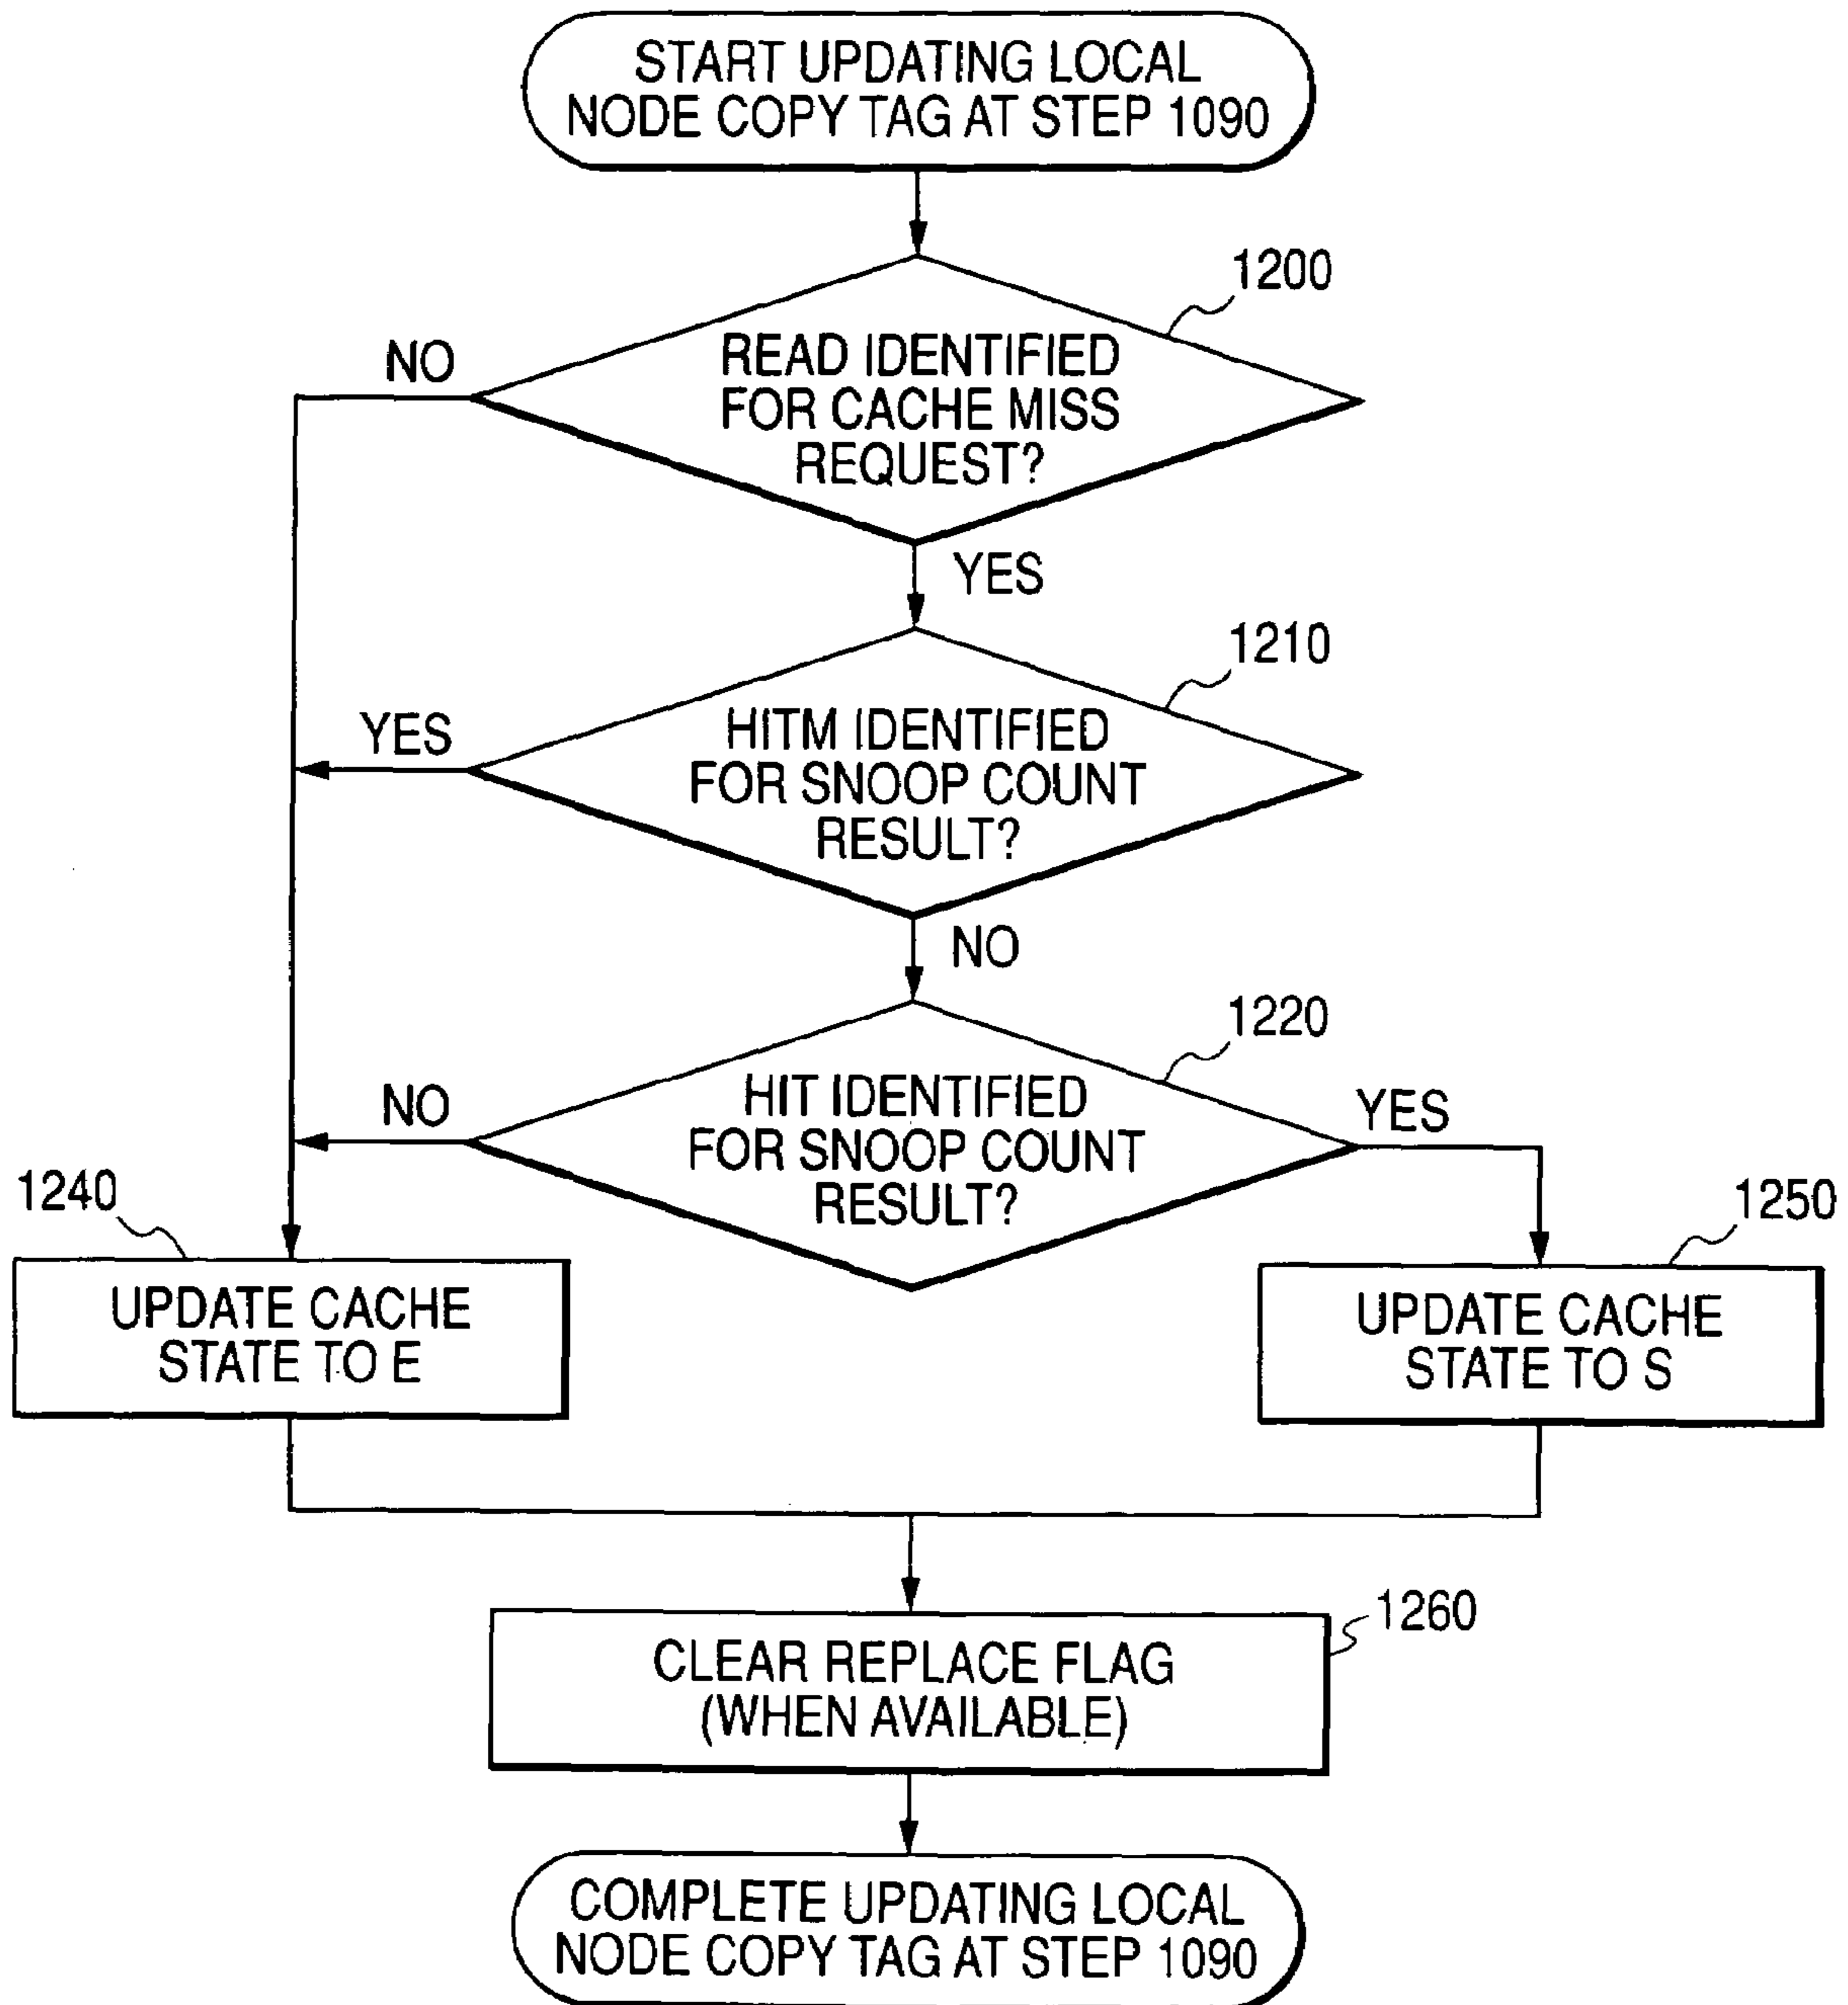 START UPDATING LOCAL
NODE COPY TAG AT STEP 1090
1200
READ IDENTIFIED
FOR CACHE MISS
REQUEST?
NO
YES
1210
HITM IDENTIFIED
FOR SNOOP COUNT
RESULT?
YES
NO
1220
HIT IDENTIFIED
FOR SNOOP COUNT
RESULT?
NO
YES
1240
UPDATE CACHE
STATE TO E
1250
UPDATE CACHE
STATE TO S
1260
CLEAR REPLACE FLAG
(WHEN AVAILABLE)
COMPLETE UPDATING LOCAL
NODE COPY TAG AT STEP 1090